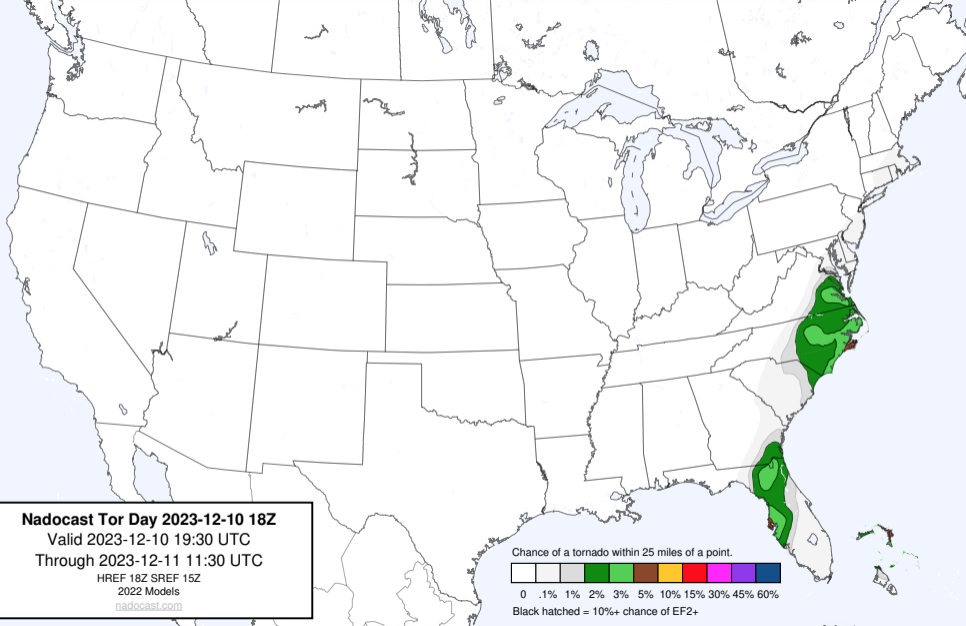 Nadocast Tor Day 2023-12-10 18Z
Valid 2023-12-10 19:30 UTC
Through 2023-12-11 11:30 UTC
HREF 18Z SREF 15Z
2022 Models
nadocast.com
Chance of a tornado within 25 miles of a point.
0 .1% 1% 2% 3% 5% 10% 15% 30% 45% 60%
Black hatched = 10%+ chance of EF2+